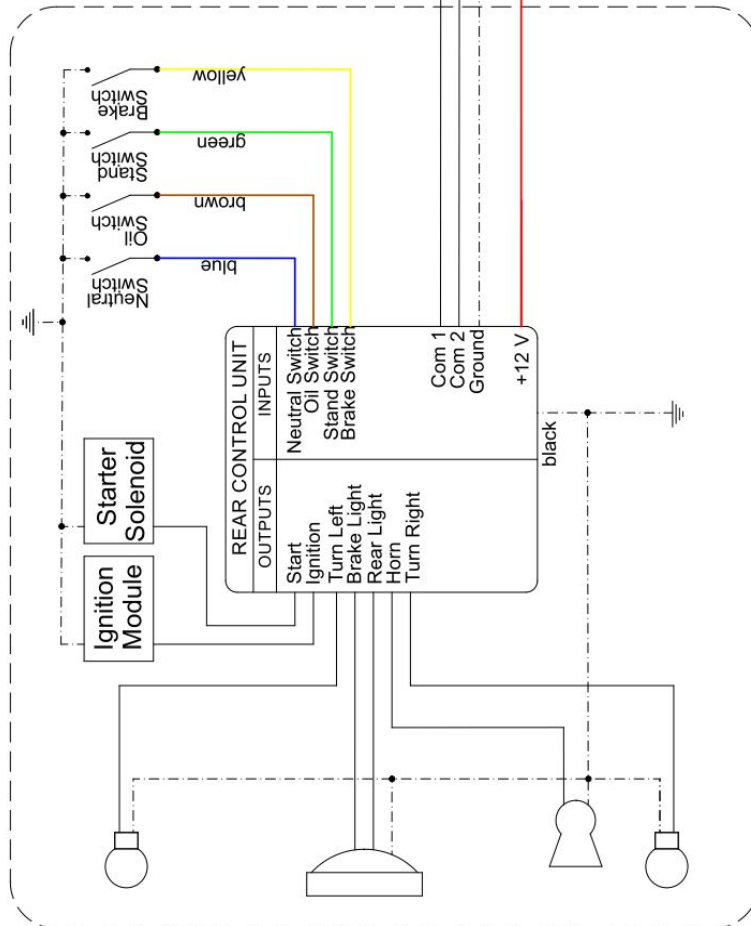 yellow
Brake
Switch
green
Stand
Switch
brown
Oil
Switch
blue
Neutral
Switch
REAR CONTROL UNIT
INPUTS
Neutral Switch
Oil Switch
Stand Switch
Brake Switch
Com 1
Com 2
Ground
+12 V
OUTPUTS
Start
Ignition
Turn Left
Brake Light
Rear Light
Horn
Turn Right
black
Starter
Solenoid
Ignition
Module